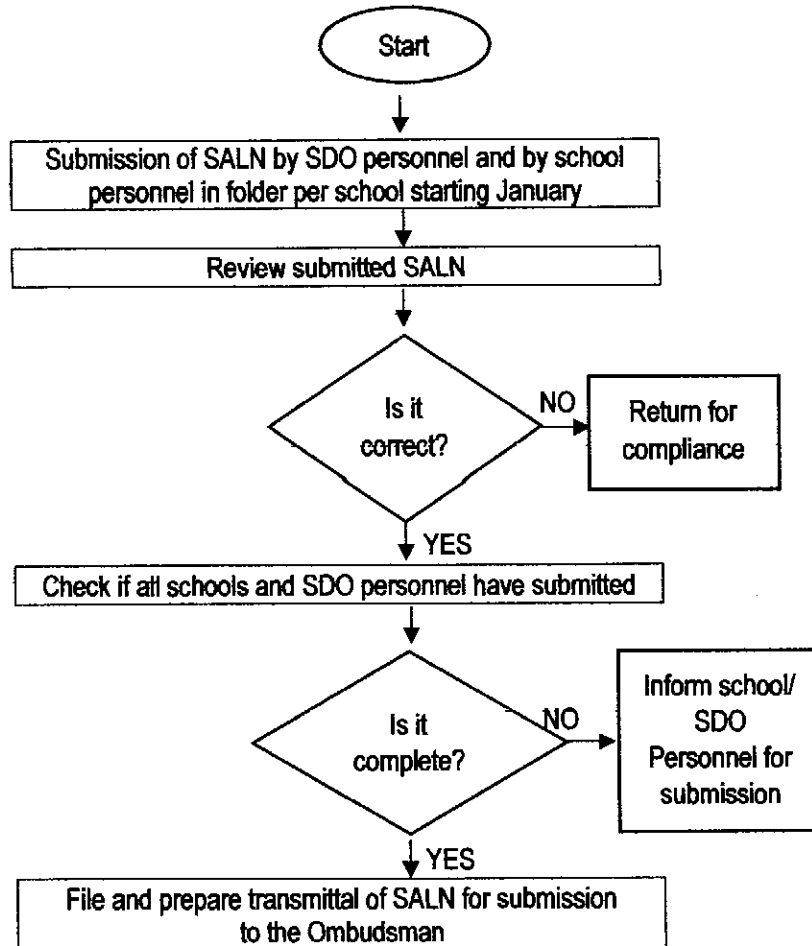 Start
Submission of SALN by SDO personnel and by school
personnel in folder per school starting January
Review submitted SALN
Is it
correct?
NO
Return for
compliance
YES
Check if all schools and SDO personnel have submitted
Is it
complete?
NO
Inform school/
SDO
Personnel for
submission
YES
File and prepare transmittal of SALN for submission
to the Ombudsman